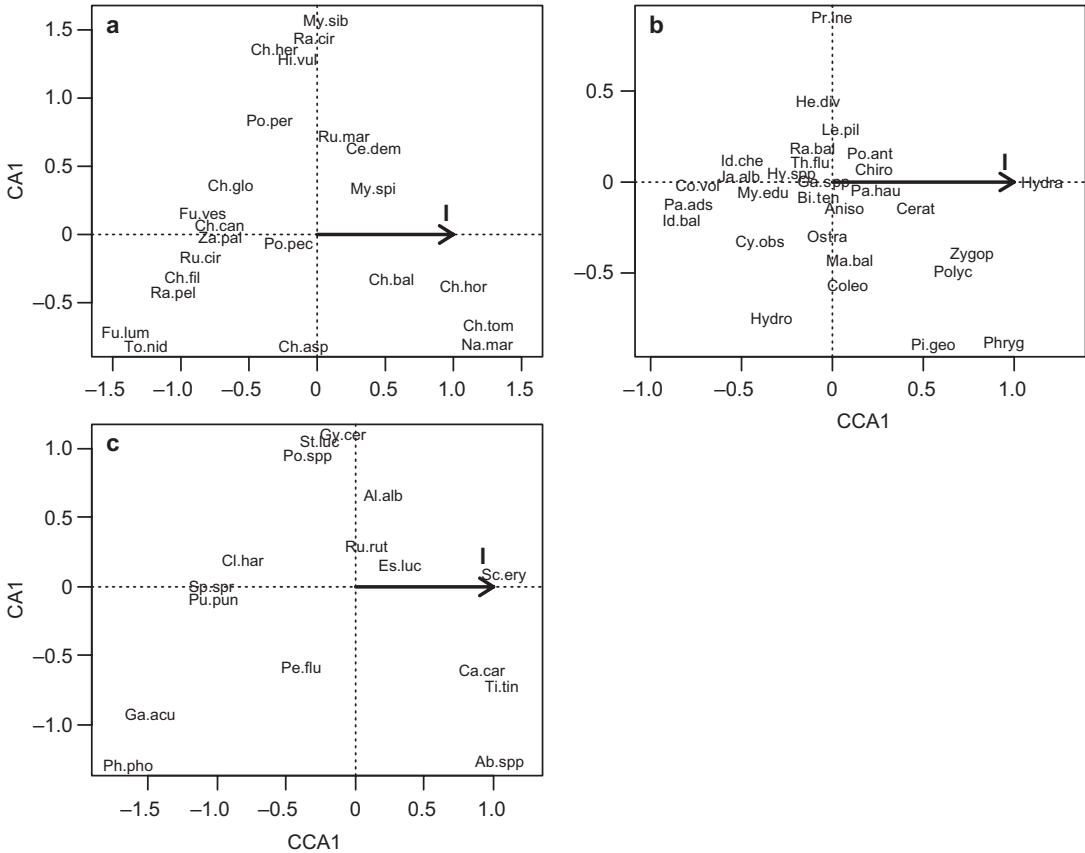 a
1.5
1.0
0.5
0
–0.5
CA1
My.sib
Ra.cir
Ch.her
Hi.vul
Po.per
Ru.mar
Ce.dem
Ch.glo
My.spi
Fu.ves
Ch.can
Za.pal
Po.pec
I
Ru.cir
Ch.fil
Ra.pel
Ch.bal
Ch.hor
Fu.lum
To.nid
Ch.asp
Ch.tom
Na.mar
–1.5 –1.0 –0.5 0 0.5 1.0 1.5
b
0.5
0
–0.5
Pr.lne
He.div
Le.pil
Ra.bal
Po.ant
Id.che
Th.flu
Chiro
I
Ja.alb
Hy.spp
Co.vol
Ga.spp
Hydra
My.edu
Pa.hau
Bi.ten
Pa.ads
Aniso
Cerat
Id.bal
Cy.obs
Ostra
Ma.bal
Zygop
Polyc
Coleo
Hydro
Pi.geo
Phryg
–1.0 –0.5 0 0.5 1.0
CCA1
c
1.0
0.5
0
–0.5
–1.0
CA1
Gy.cer
St.luc
Po.spp
Al.alb
Ru.rut
Cl.har
Es.luc
I
Sc.ery
Sp.spr
Pu.pun
Pe.flu
Ca.car
Ti.tin
Ga.acu
Ph.pho
Ab.spp
–1.5 –1.0 –0.5 0 0.5 1.0
CCA1